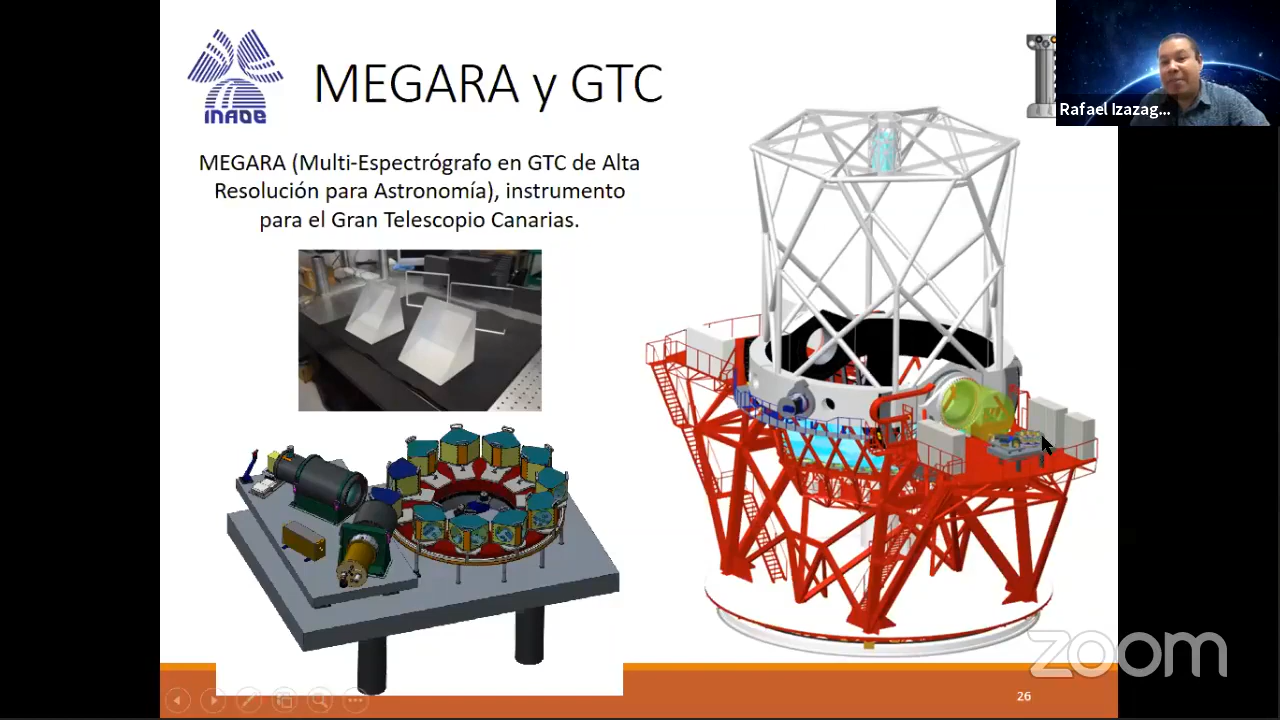 INAOE
MEGARA y GTC
MEGARA (Multi-Espectrógrafo en GTC de Alta
Resolución para Astronomía), instrumento
para el Gran Telescopio Canarias.
Rafael Izazag...
26
zoom